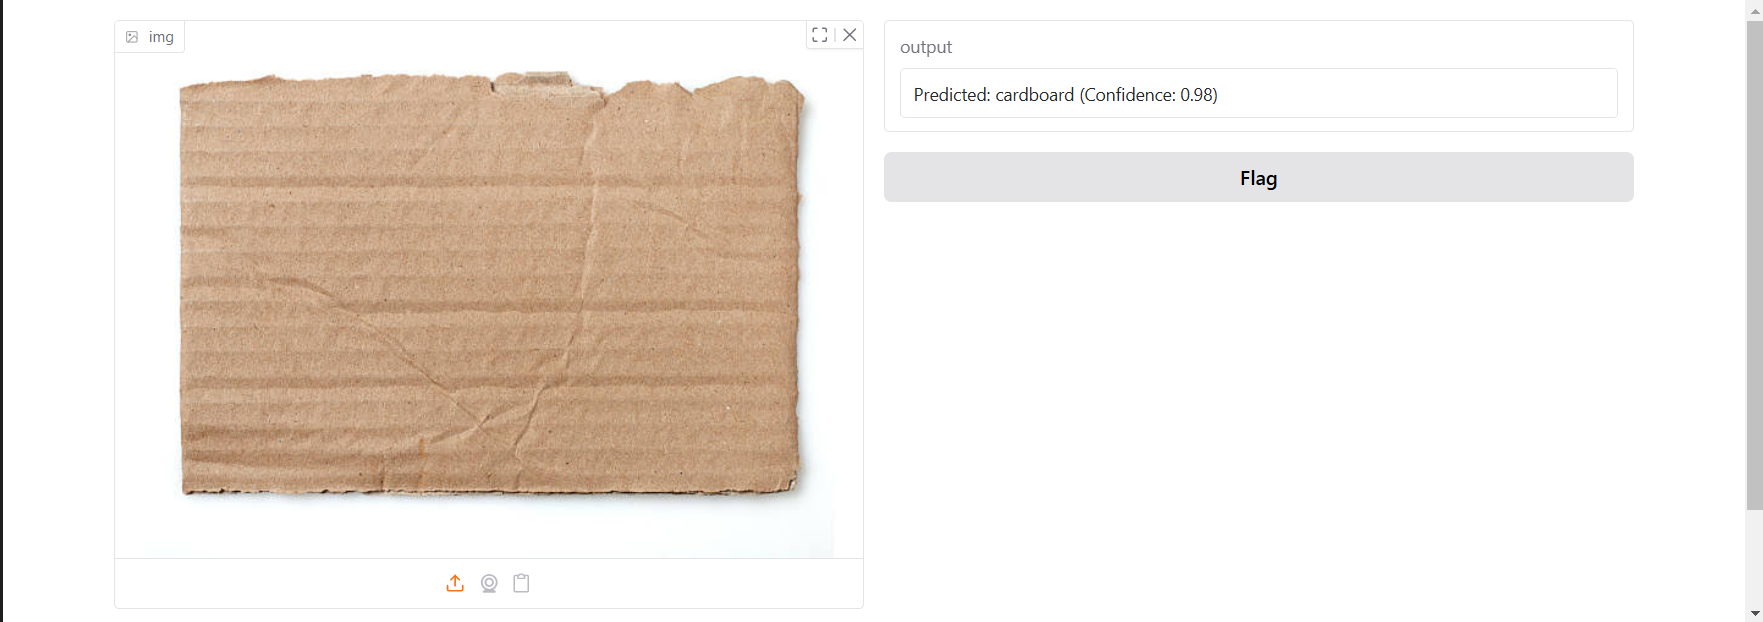 img
output
Predicted: cardboard (Confidence: 0.98)
Flag